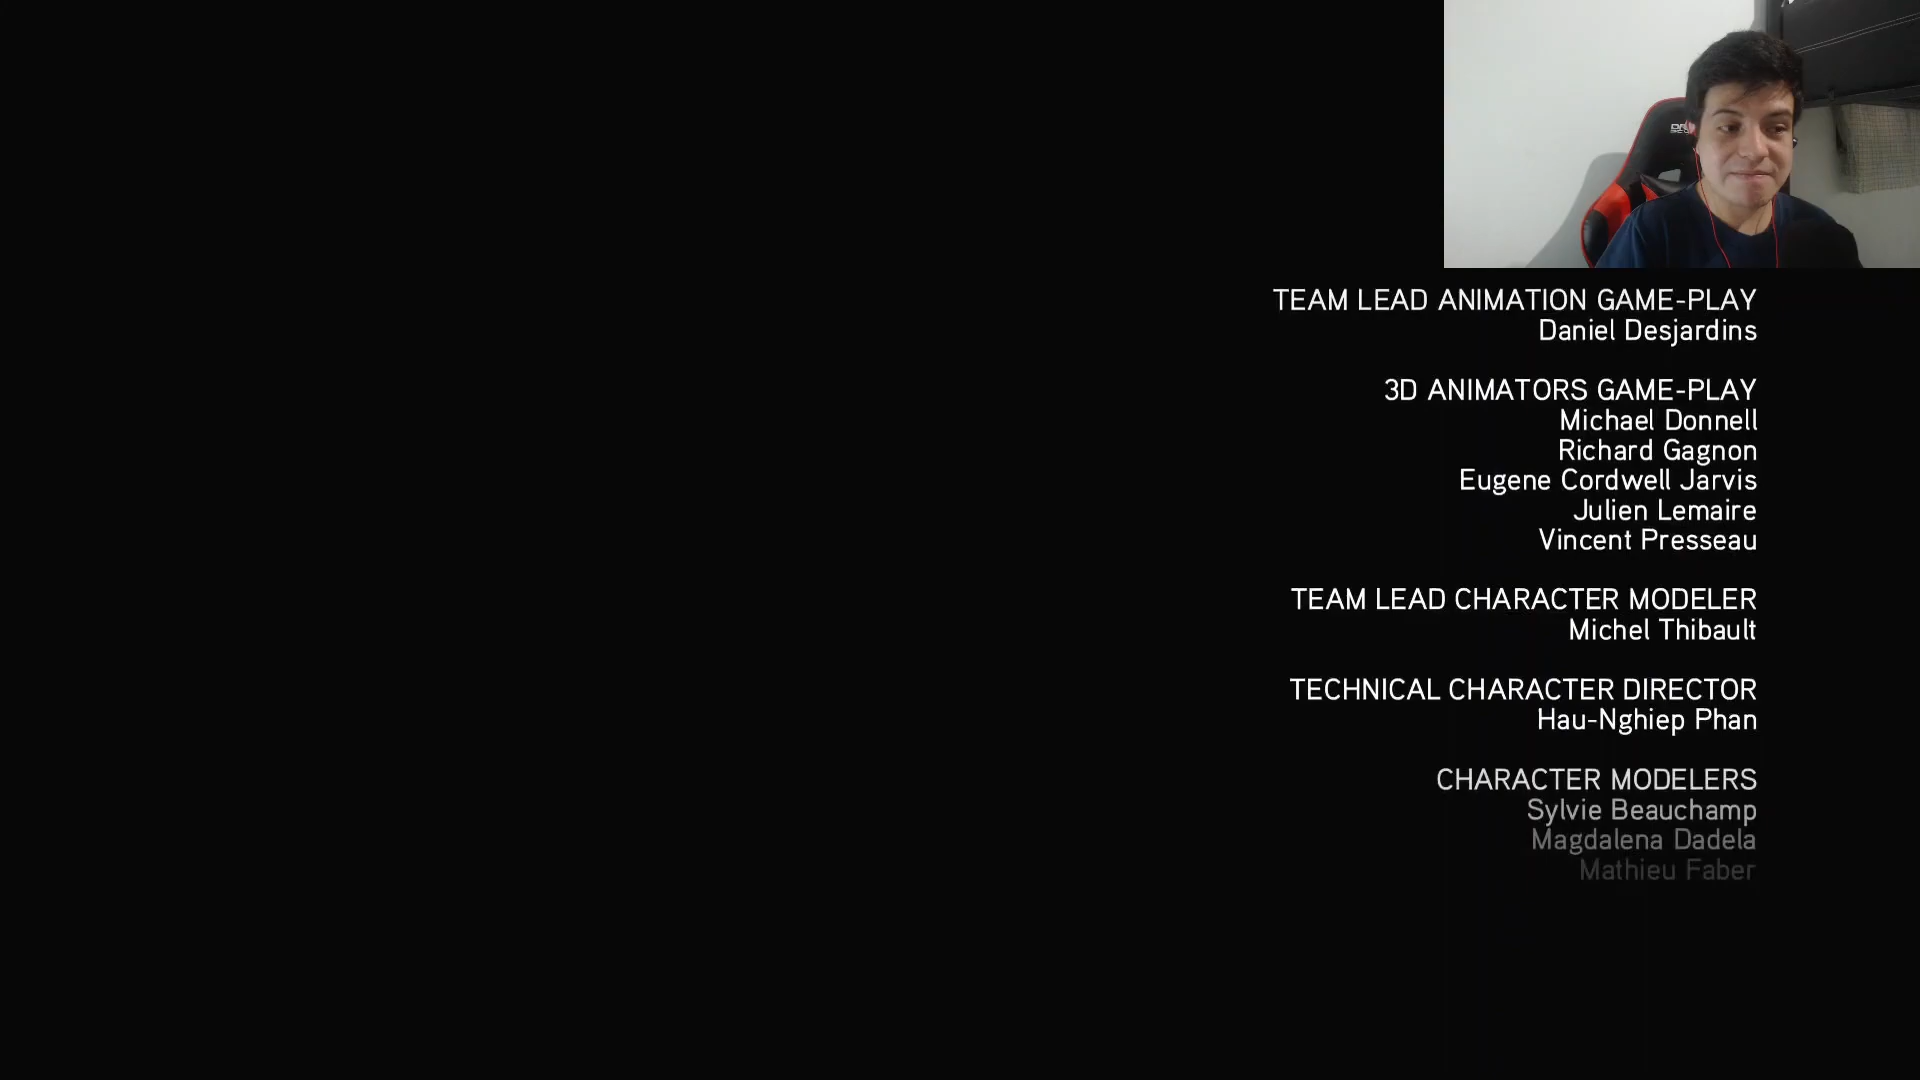 TEAM LEAD ANIMATION GAME-PLAY
Daniel Desjardins
3D ANIMATORS GAME-PLAY
Michael Donnell
Richard Gagnon
Eugene Cordwell Jarvis
Julien Lemaire
Vincent Presseau
TEAM LEAD CHARACTER MODELER
Michel Thibault
TECHNICAL CHARACTER DIRECTOR
Hau-Nghiep Phan
CHARACTER MODELERS
Sylvie Beauchamp
Magdalena Dadela
Mathieu Faber